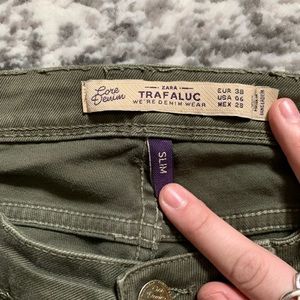 Core
Denim
ZARA
TRAFALUC
WE'RE DENIM WEAR
EUR 38
USA 06
MEX 28
SLIM